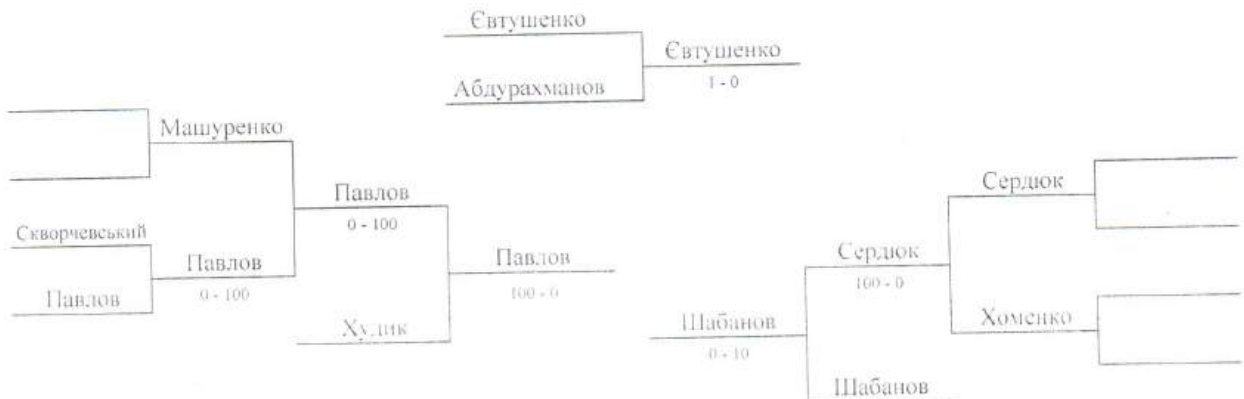 Євтушенко
Євтушенко
1 - 0
Абдурахманов
Машуренко
Павлов
0 - 100
Сердюк
Скворчевський
Павлов
0 - 100
Павлов
Павлов
100 - 0
Сердюк
100 - 0
Хоменко
Худик
Шабанов
0 - 10
Шабанов